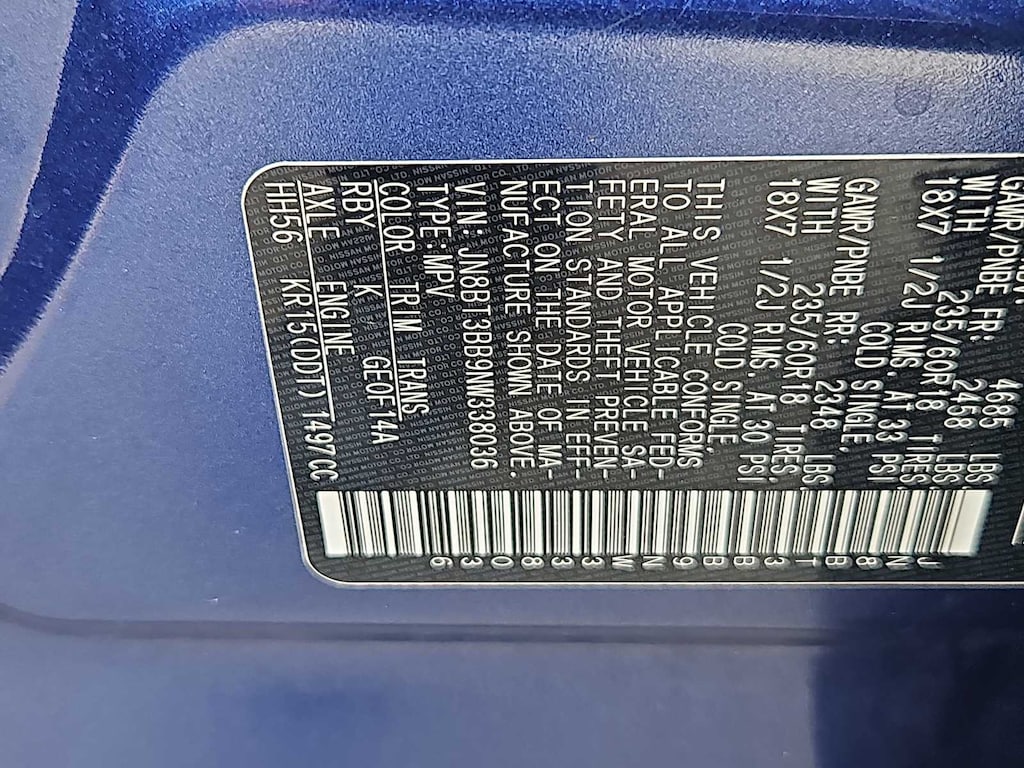 GAWR/PNBE FR: 4685 LBS
WITH 235/60R18 2458 LBS
18X7 1/2J RIMS, AT 33 PSI
COLD SINGLE,
GAWR/PNBE RR: 2348 LBS
WITH 235/60R18 TIRES,
18X7 1/2J RIMS, AT 30 PSI
COLD SINGLE,
THIS VEHICLE CONFORMS
TO ALL APPLICABLE FED-
ERAL MOTOR VEHICLE SA-
FETY AND THEFT PREVEN-
TION STANDARDS IN EFF-
ECT ON THE DATE OF MA-
NUFACTURE SHOWN ABOVE.
VIN:JN8BT3BB9NW338036
TYPE:MPV
COLOR TRIM TRANS
RBY K GE0F14A
AXLE ENGINE
HH56 KR15(DDT) 1497CC
JN8BT3BB9NW338036